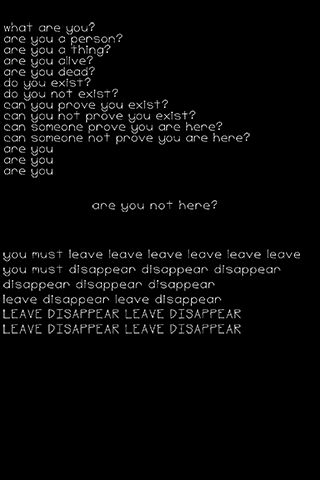 what are you?
are you a person?
are you a thing?
are you alive?
are you dead?
do you exist?
do you not exist?
can you prove you exist?
can you not prove you exist?
can someone prove you are here?
can someone not prove you are here?
are you
are you
are you
are you not here?
you must leave leave leave leave leave leave
you must disappear disappear disappear
disappear disappear disappear
leave disappear leave disappear
LEAVE DISAPPEAR LEAVE DISAPPEAR
LEAVE DISAPPEAR LEAVE DISAPPEAR